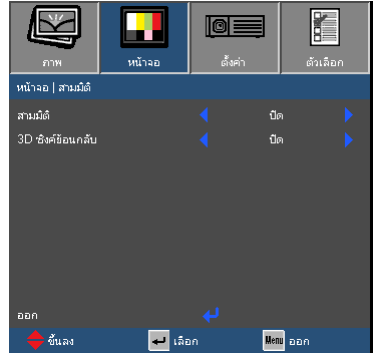 ภาพ หน้าจอ ตั้งค่า ตัวเลือก
หน้าจอ | สามมิติ
สามมิติ ปิด
3D ซิงค์ย้อนกลับ ปิด
ออก
ขึ้นลง เลือก Menu ออก